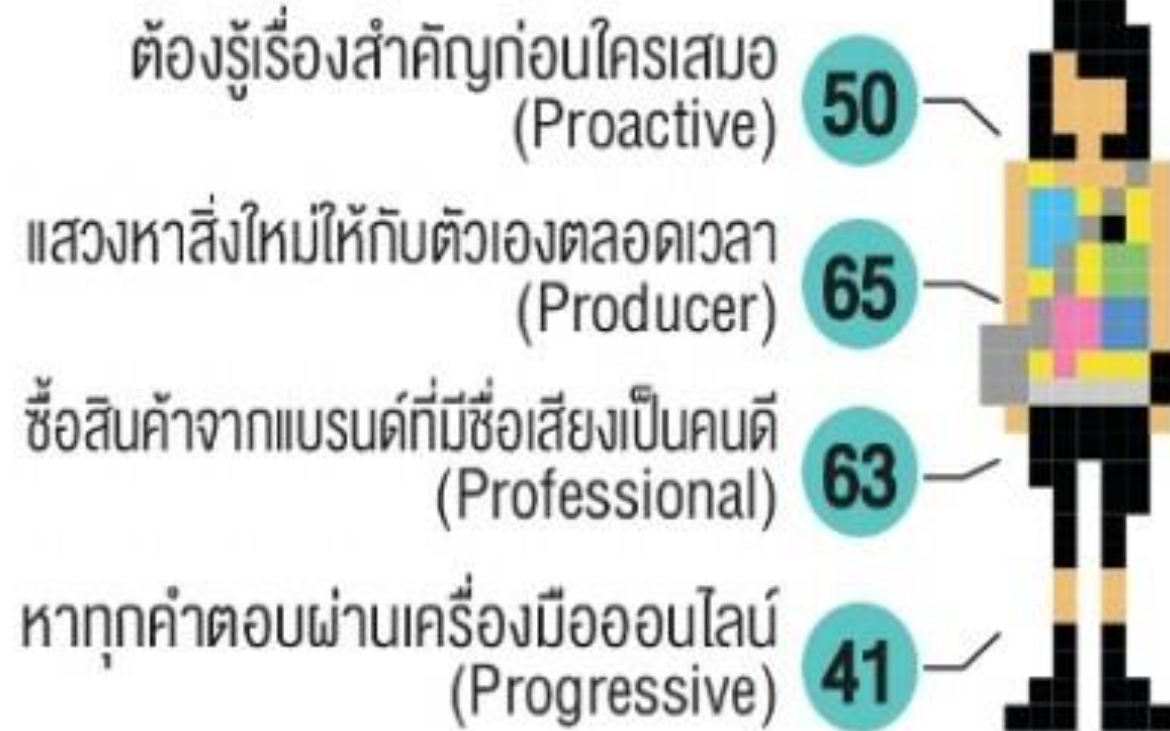 ต้องรู้เรื่องสำคัญก่อนใครเสมอ
(Proactive)
50
แสวงหาสิ่งใหม่ให้กับตัวเองตลอดเวลา
(Producer)
65
ซื้อสินค้าจากแบรนด์ที่มีชื่อเสียงเป็นคนดี
(Professional)
63
หาทุกคำตอบผ่านเครื่องมือออนไลน์
(Progressive)
41